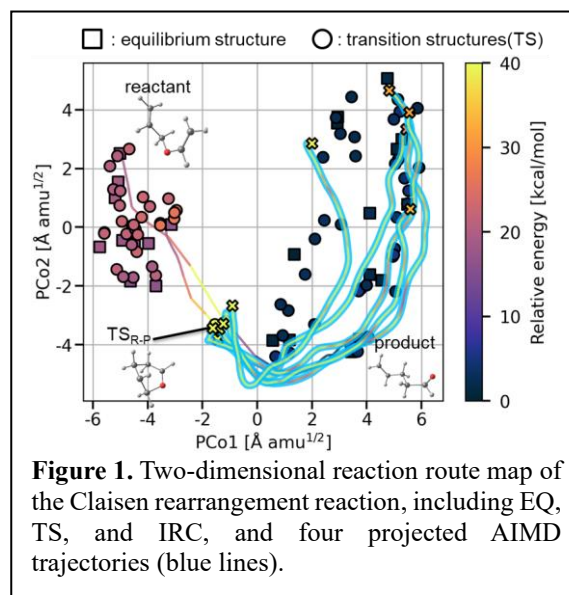 □ : equilibrium structure ○ : transition structures(TS)
reactant
4
2
0
-2
-4
PCo2 [Å amu1/2]
TSR-P
product
-6 -4 -2 0 2 4 6
PCo1 [Å amu1/2]
40
30
20
10
0
Relative energy [kcal/mol]
Figure 1. Two-dimensional reaction route map of
the Claisen rearrangement reaction, including EQ,
TS, and IRC, and four projected AIMD
trajectories (blue lines).